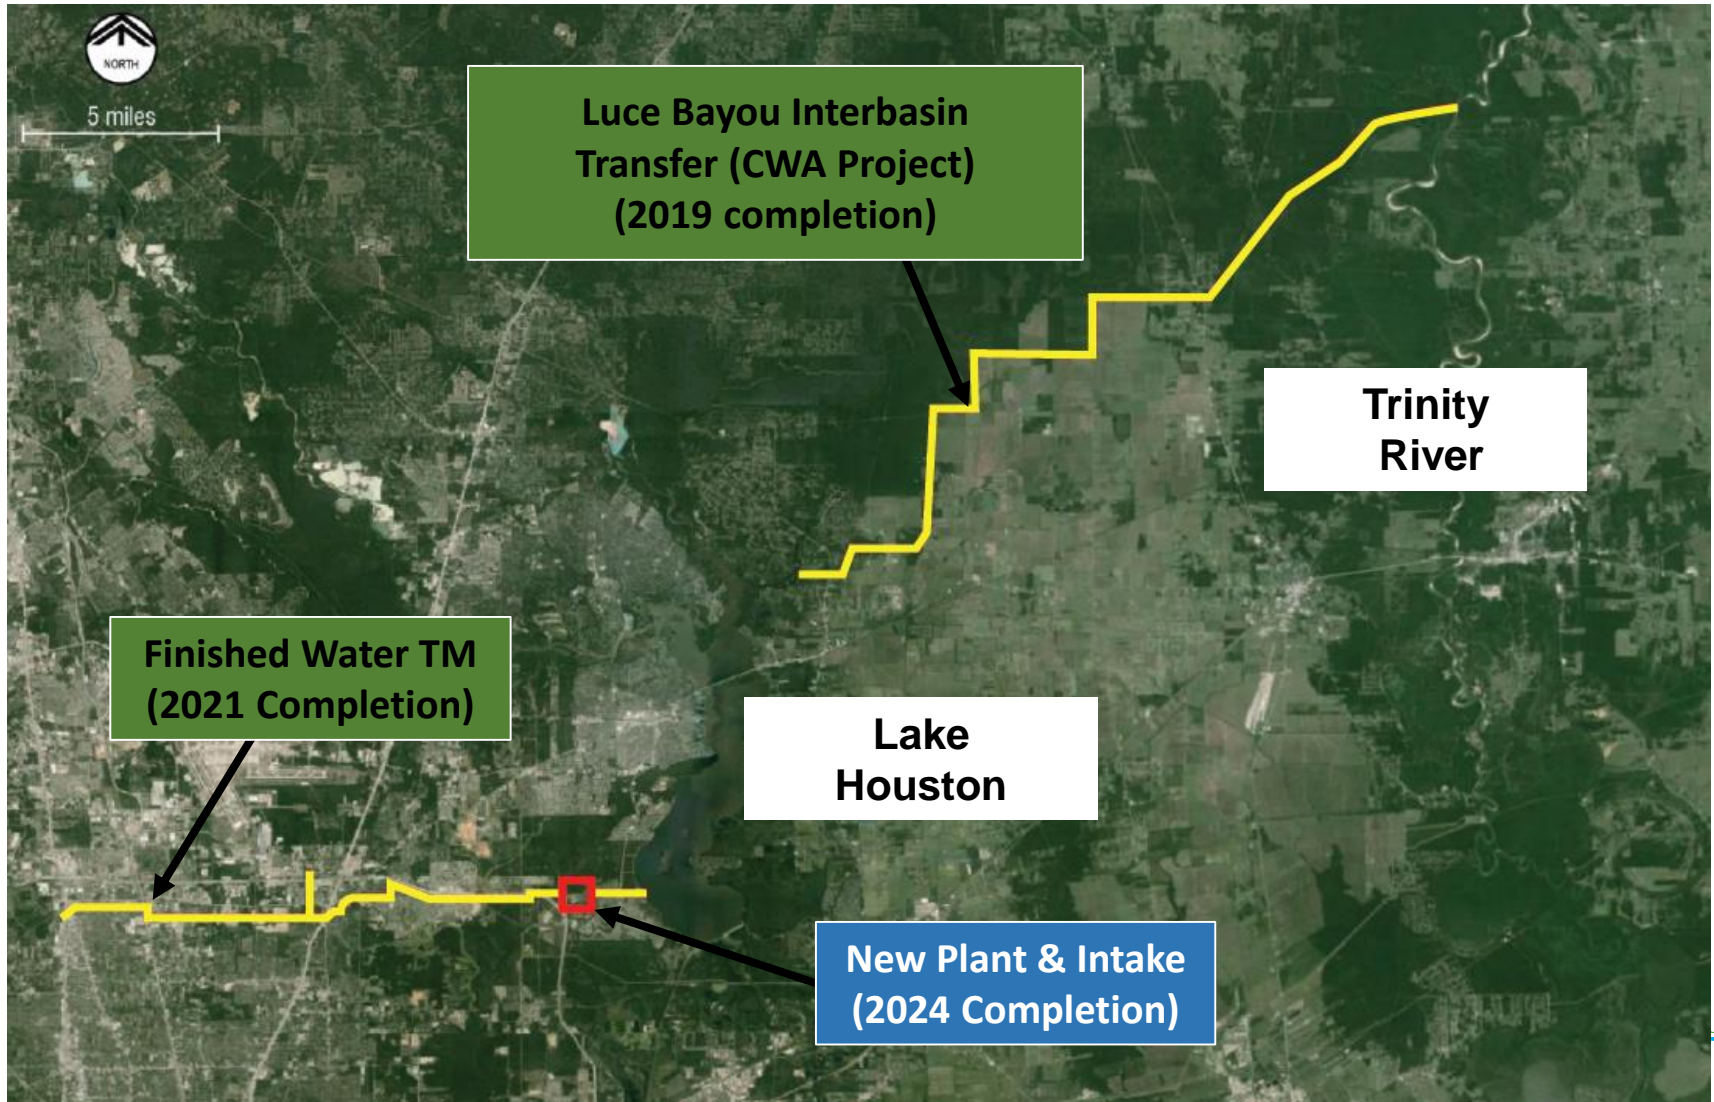 NORTH
5 miles
Luce Bayou Interbasin
Transfer (CWA Project)
(2019 completion)
Trinity
River
Finished Water TM
(2021 Completion)
Lake
Houston
New Plant & Intake
(2024 Completion)